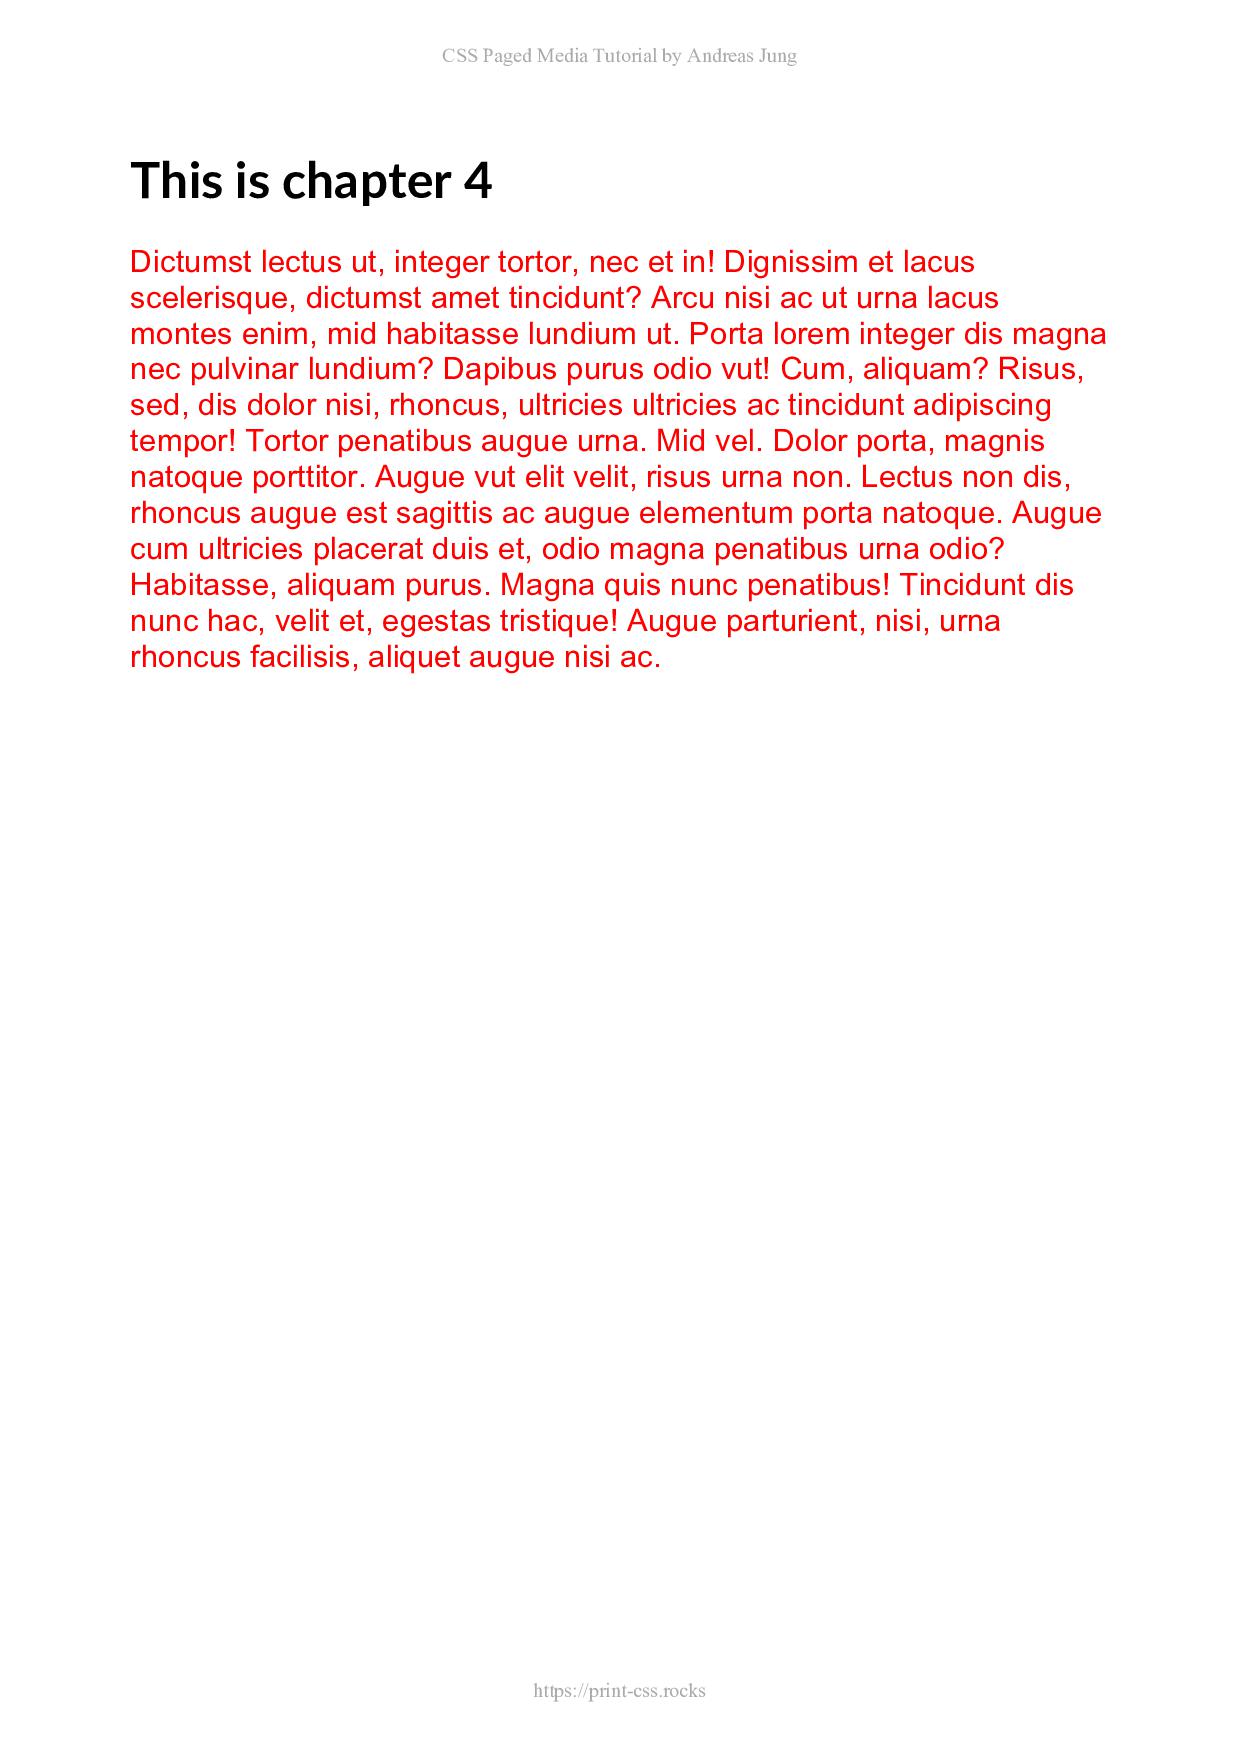 CSS Paged Media Tutorial by Andreas Jung
This is chapter 4
Dictumst lectus ut, integer tortor, nec et in! Dignissim et lacus
scelerisque, dictumst amet tincidunt? Arcu nisi ac ut urna lacus
montes enim, mid habitasse lundium ut. Porta lorem integer dis magna
nec pulvinar lundium? Dapibus purus odio vut! Cum, aliquam? Risus,
sed, dis dolor nisi, rhoncus, ultricies ultricies ac tincidunt adipiscing
tempor! Tortor penatibus augue urna. Mid vel. Dolor porta, magnis
natoque porttitor. Augue vut elit velit, risus urna non. Lectus non dis,
rhoncus augue est sagittis ac augue elementum porta natoque. Augue
cum ultricies placerat duis et, odio magna penatibus urna odio?
Habitasse, aliquam purus. Magna quis nunc penatibus! Tincidunt dis
nunc hac, velit et, egestas tristique! Augue parturient, nisi, urna
rhoncus facilisis, aliquet augue nisi ac.
https://print-css.rocks